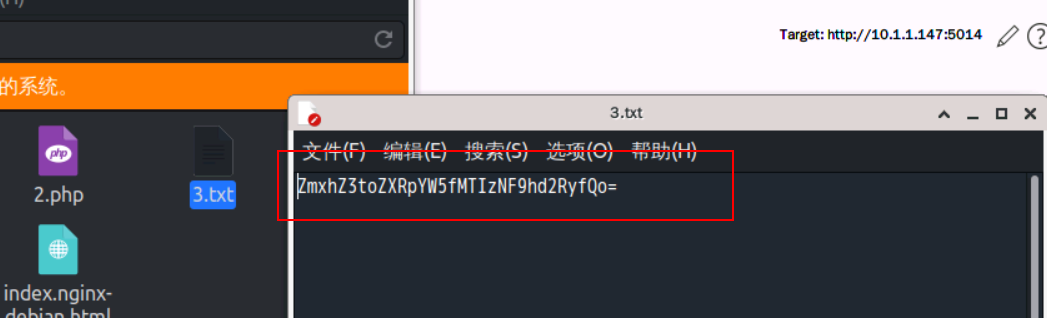 Target: http://10.1.1.147:5014
的系统。
3.txt
文件(F) 编辑(E) 搜索(S) 选项(O) 帮助(H)
ZmxhZ3toZXRpYW5fMTIzNF9hd2RyfQo=
php
2.php
3.txt
index.nginx-
debian.html